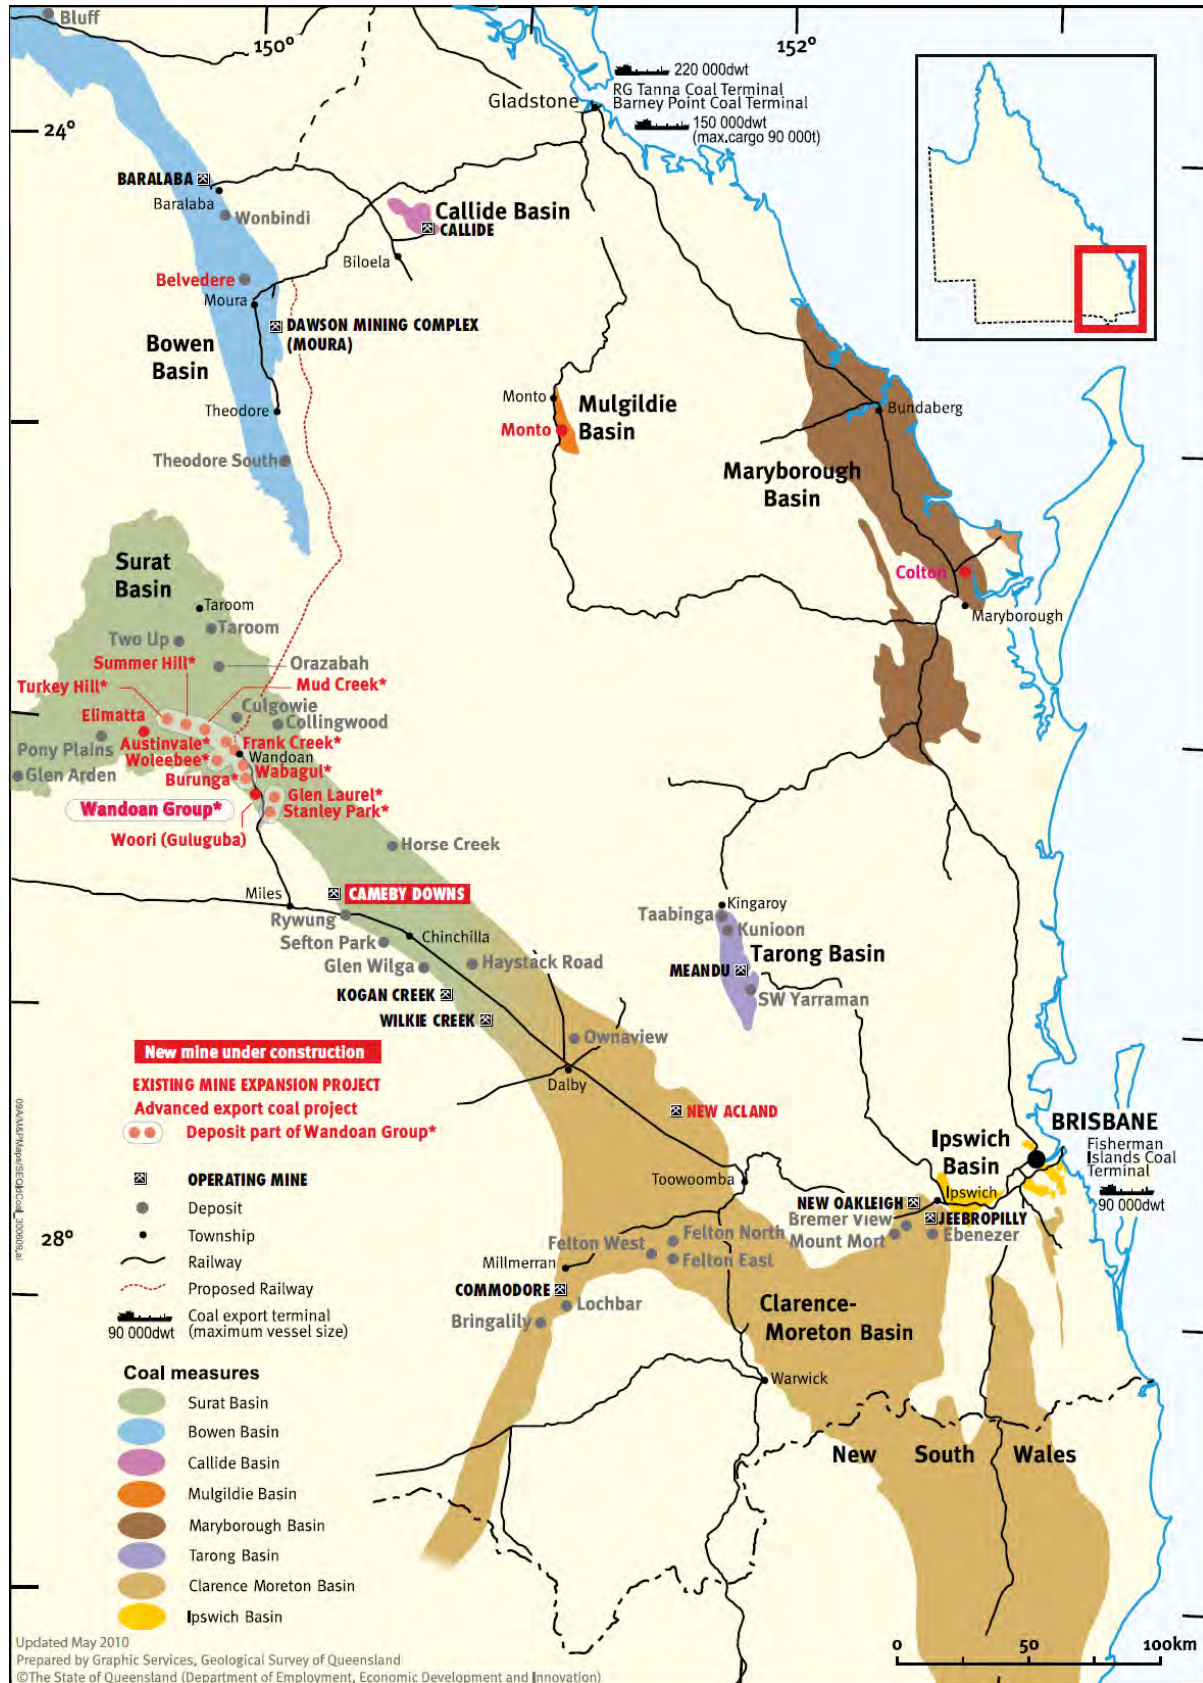 Bluff
150°
152°
220 000dwt
RG Tanna Coal Terminal
Barney Point Coal Terminal
150 000dwt
(max.cargo 90 000t)
Gladstone
24°
BARALABA
Baralaba
Wonbindi
Callide Basin
CALLIDE
Biloela
Belvedere
Moura
DAWSON MINING COMPLEX
(MOURA)
Bowen
Basin
Theodore
Theodore South
Monto
Monto
Mulgildie
Basin
Bundaberg
Maryborough
Basin
Colton
Maryborough
Surat
Basin
Taroom
Taroom
Two Up
Summer Hill*
Orazabah
Turkey Hill*
Mud Creek*
Elimatta
Culgowie
Collingwood
Pony Plains
Austinvale*
Frank Creek*
Woleebee*
Wandoan
Glen Arden
Wabagul*
Burunga*
Glen Laurel*
Wandoan Group*
Stanley Park*
Woori (Guluguba)
Horse Creek
Miles
CAMEBY DOWNS
Rywung
Sefton Park
Chinchilla
Glen Wilga
Haystack Road
KOGAN CREEK
WILKIE CREEK
Kingaroy
Taabinga
Kunioon
Tarong Basin
MEANDU
SW Yarraman
Ownaview
Dalby
NEW ACLAND
Toowoomba
Ipswich
Basin
BRISBANE
Fisherman
Islands Coal
Terminal
90 000dwt
Ipswich
NEW OAKLEIGH
Bremer View
JEEBROPILLY
Mount Mort
Ebenezer
Felton North
Felton West
Felton East
Millmerran
COMMODORE
Lochbar
Bringalily
Clarence-
Moreton Basin
Warwick
New South Wales
28°
New mine under construction
EXISTING MINE EXPANSION PROJECT
Advanced export coal project
Deposit part of Wandoan Group*
OPERATING MINE
Deposit
Township
Railway
Proposed Railway
90 000dwt
Coal export terminal
(maximum vessel size)
Coal measures
Surat Basin
Bowen Basin
Callide Basin
Mulgildie Basin
Maryborough Basin
Tarong Basin
Clarence Moreton Basin
Ipswich Basin
0 50 100km
Updated May 2010
Prepared by Graphic Services, Geological Survey of Queensland
©The State of Queensland (Department of Employment, Economic Development and Innovation)